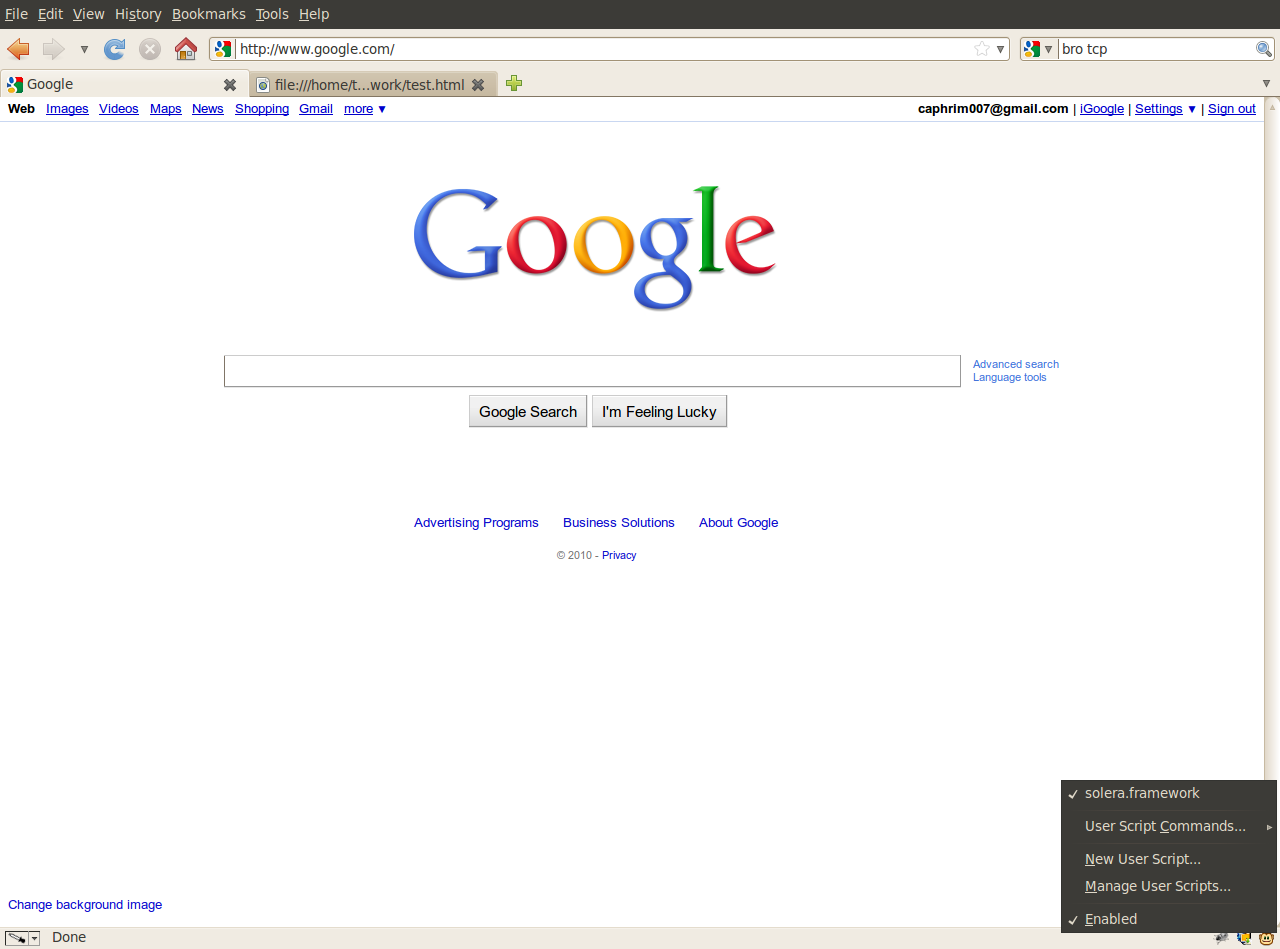 File Edit View History Bookmarks Tools Help
http://www.google.com/ bro tcp
Google file:///home/t...work/test.html
Web Images Videos Maps News Shopping Gmail more ▼ caphrim007@gmail.com | iGoogle | Settings ▼ | Sign out
Google
Advanced search
Language tools
Google Search I'm Feeling Lucky
Advertising Programs Business Solutions About Google
© 2010 - Privacy
solera.framework
User Script Commands...
New User Script...
Manage User Scripts...
Enabled
Change background image
Done